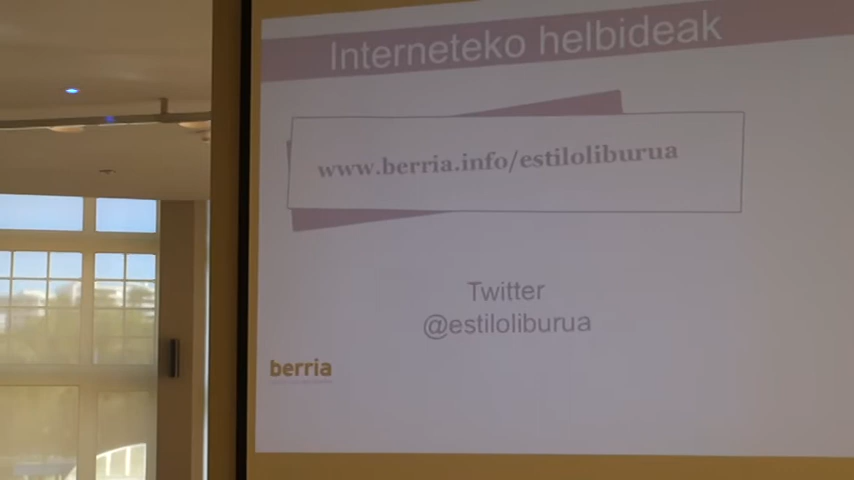 Interneteko helbideak
www.berria.info/estiloliburua
Twitter
@estiloliburua
berria